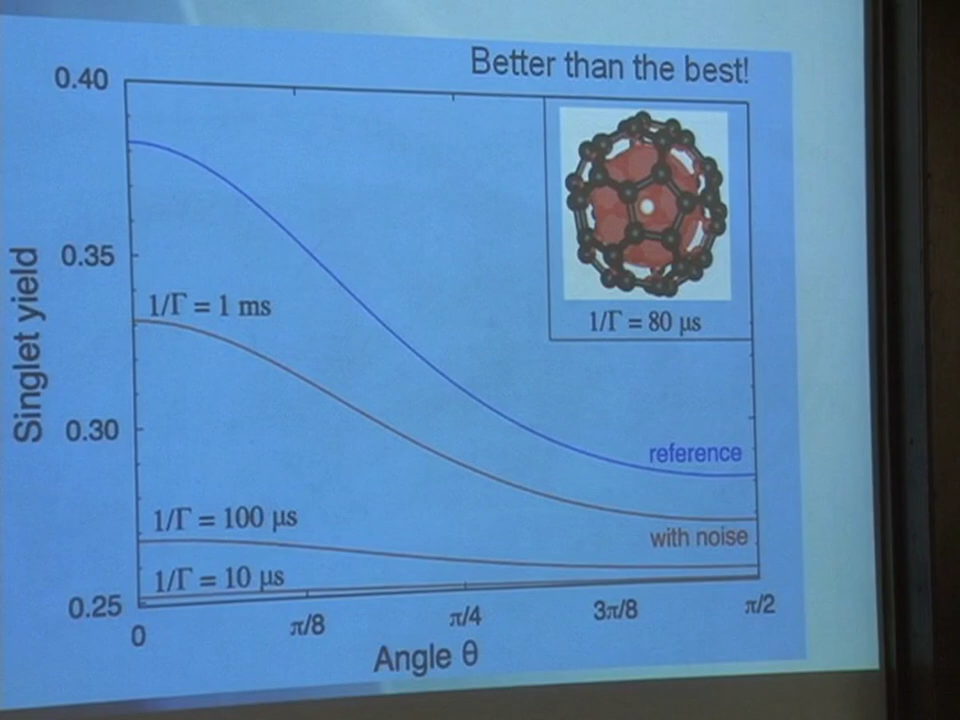 Better than the best!
0.40
0.35
0.30
0.25
Singlet yield
1/Γ = 1 ms
1/Γ = 80 μs
reference
1/Γ = 100 μs
with noise
1/Γ = 10 μs
0
π/8
π/4
3π/8
π/2
Angle θ